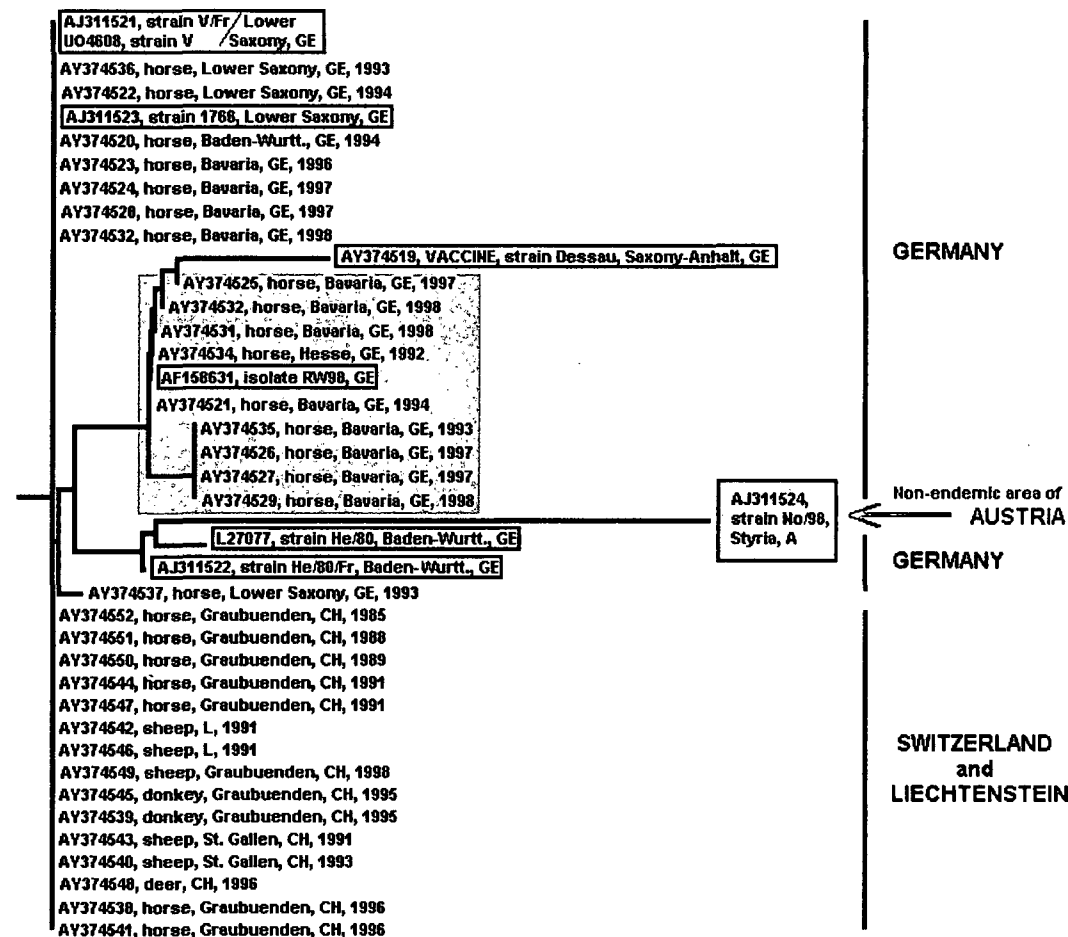 AJ311521, strain V/Fr / Lower
UO4608, strain V / Saxony, GE
AY374536, horse, Lower Saxony, GE, 1993
AY374522, horse, Lower Saxony, GE, 1994
AJ311523, strain 1766, Lower Saxony, GE
AY374520, horse, Baden-Wurtt., GE, 1994
AY374523, horse, Bavaria, GE, 1996
AY374524, horse, Bavaria, GE, 1997
AY374528, horse, Bavaria, GE, 1997
AY374532, horse, Bavaria, GE, 1998
AY374519, VACCINE, strain Dessau, Saxony-Anhalt, GE
AY374525, horse, Bavaria, GE, 1997
AY374532, horse, Bavaria, GE, 1998
AY374531, horse, Bavaria, GE, 1998
AY374534, horse, Hesse, GE, 1992
AF158631, isolate RW98, GE
AY374521, horse, Bavaria, GE, 1994
AY374535, horse, Bavaria, GE, 1993
AY374526, horse, Bavaria, GE, 1997
AY374527, horse, Bavaria, GE, 1997
AY374529, horse, Bavaria, GE, 1998
AJ311524,
strain No/98,
Styria, A
L27077, strain He/80, Baden-Wurtt., GE
AJ311522, strain He/80/Fr, Baden-Wurtt., GE
AY374537, horse, Lower Saxony, GE, 1993
AY374552, horse, Graubuenden, CH, 1985
AY374551, horse, Graubuenden, CH, 1988
AY374550, horse, Graubuenden, CH, 1989
AY374544, horse, Graubuenden, CH, 1991
AY374547, horse, Graubuenden, CH, 1991
AY374542, sheep, L, 1991
AY374546, sheep, L, 1991
AY374549, sheep, Graubuenden, CH, 1998
AY374545, donkey, Graubuenden, CH, 1995
AY374539, donkey, Graubuenden, CH, 1995
AY374543, sheep, St. Gallen, CH, 1991
AY374540, sheep, St. Gallen, CH, 1993
AY374548, deer, CH, 1996
AY374538, horse, Graubuenden, CH, 1996
AY374541, horse, Graubuenden, CH, 1996
GERMANY
Non-endemic area of
AUSTRIA
GERMANY
SWITZERLAND
and
LIECHTENSTEIN